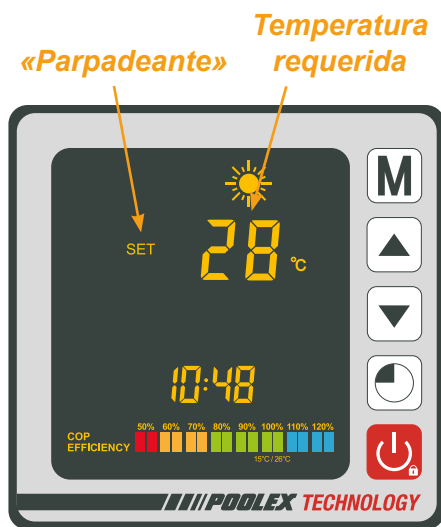 Temperatura
«Parpadeante» requerida
M
SET 28 °C
10:48
50% 60% 70% 80% 90% 100% 110% 120%
COP
EFFICIENCY
15°C / 26°C
POOLEX TECHNOLOGY